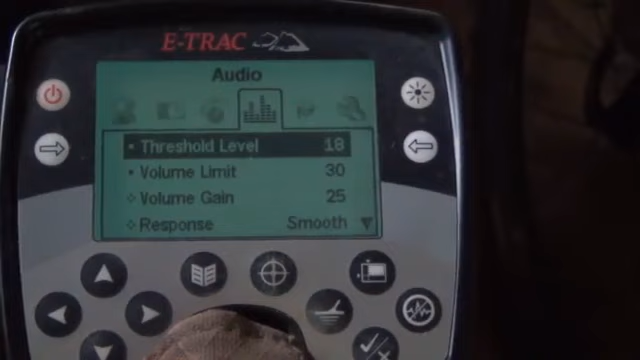 E-TRAC
Audio
Threshold Level 18
Volume Limit 30
Volume Gain 25
Response Smooth